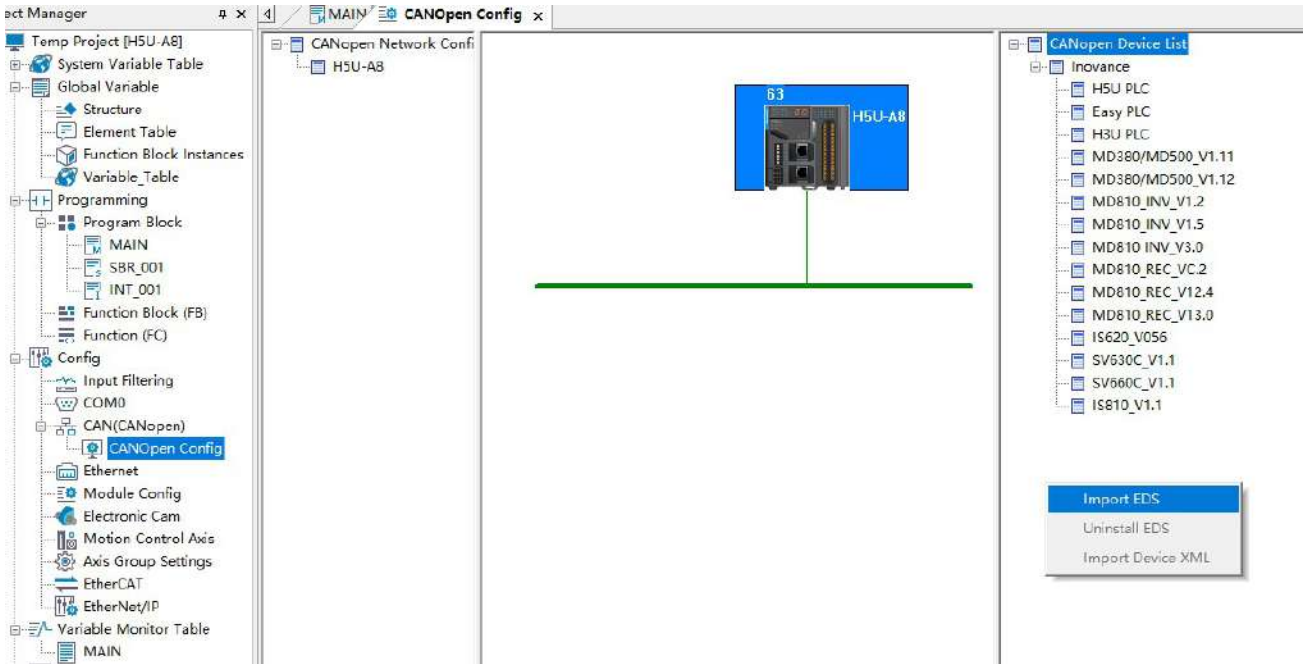 ect Manager
MAIN
CANOpen Config
Temp Project [H5U-A8]
System Variable Table
Global Variable
Structure
Element Table
Function Block Instances
Variable_Table
Programming
Program Block
MAIN
SBR_001
INT_001
Function Block (FB)
Function (FC)
Config
Input Filtering
COM0
CAN(CANopen)
CANOpen Config
Ethernet
Module Config
Electronic Cam
Motion Control Axis
Axis Group Settings
EtherCAT
EtherNet/IP
Variable Monitor Table
MAIN
CANopen Network Confi
H5U-A8
63
H5U-A8
CANopen Device List
Inovance
H5U PLC
Easy PLC
H3U PLC
MD380/MD500_V1.11
MD380/MD500_V1.12
MD810_INV_V1.2
MD810_INV_V1.5
MD810 INV_V3.0
MD810_REC_VC.2
MD810_REC_V12.4
MD810_REC_V13.0
IS620_V056
SV630C_V1.1
SV660C_V1.1
IS810_V1.1
Import EDS
Uninstall EDS
Import Device XML